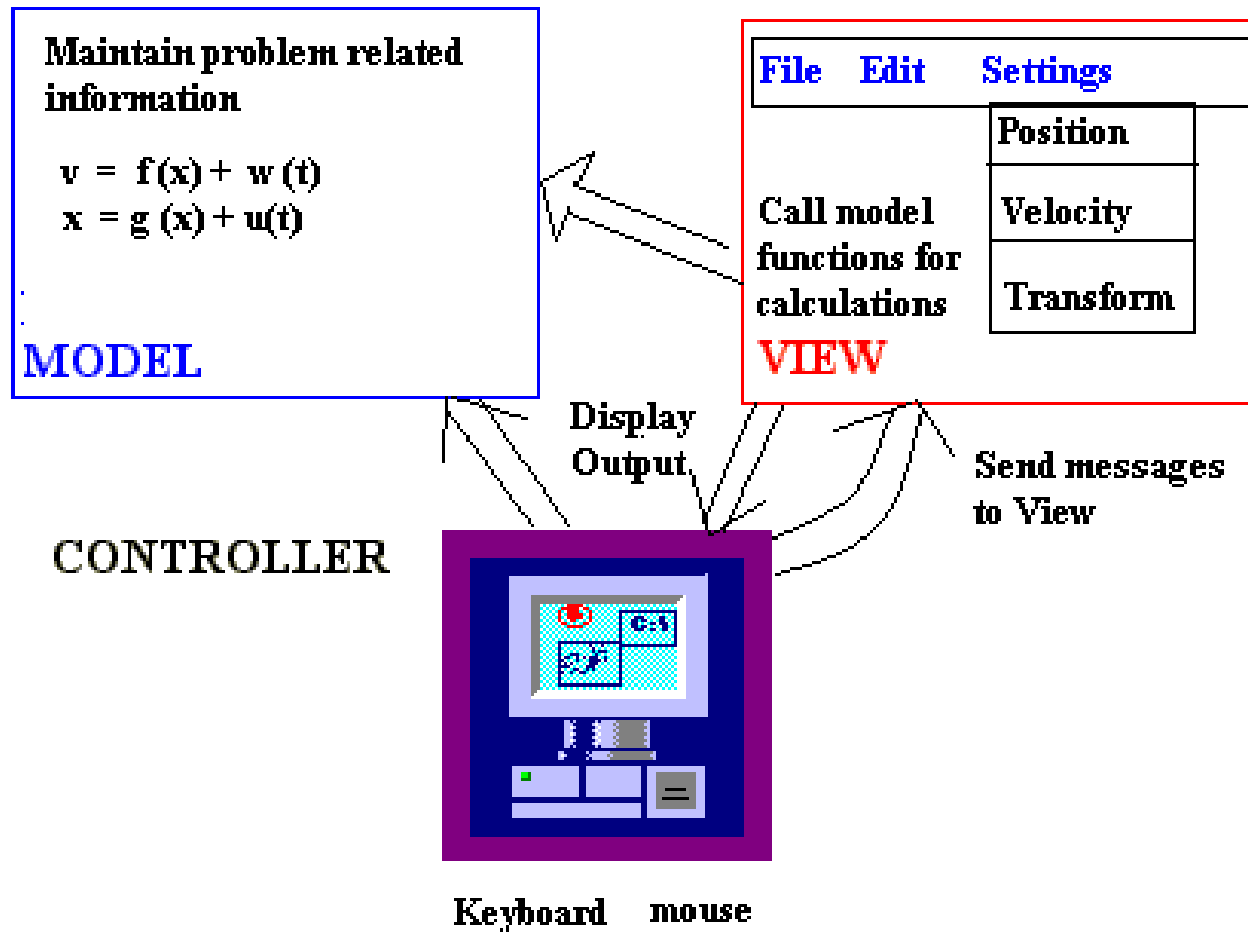 Maintain problem related
information
v = f(x) + w(t)
x = g(x) + u(t)
MODEL
File Edit Settings
Position
Velocity
Transform
Call model
functions for
calculations
VIEW
Display
Output
Send messages
to View
CONTROLLER
C:\
Keyboard mouse